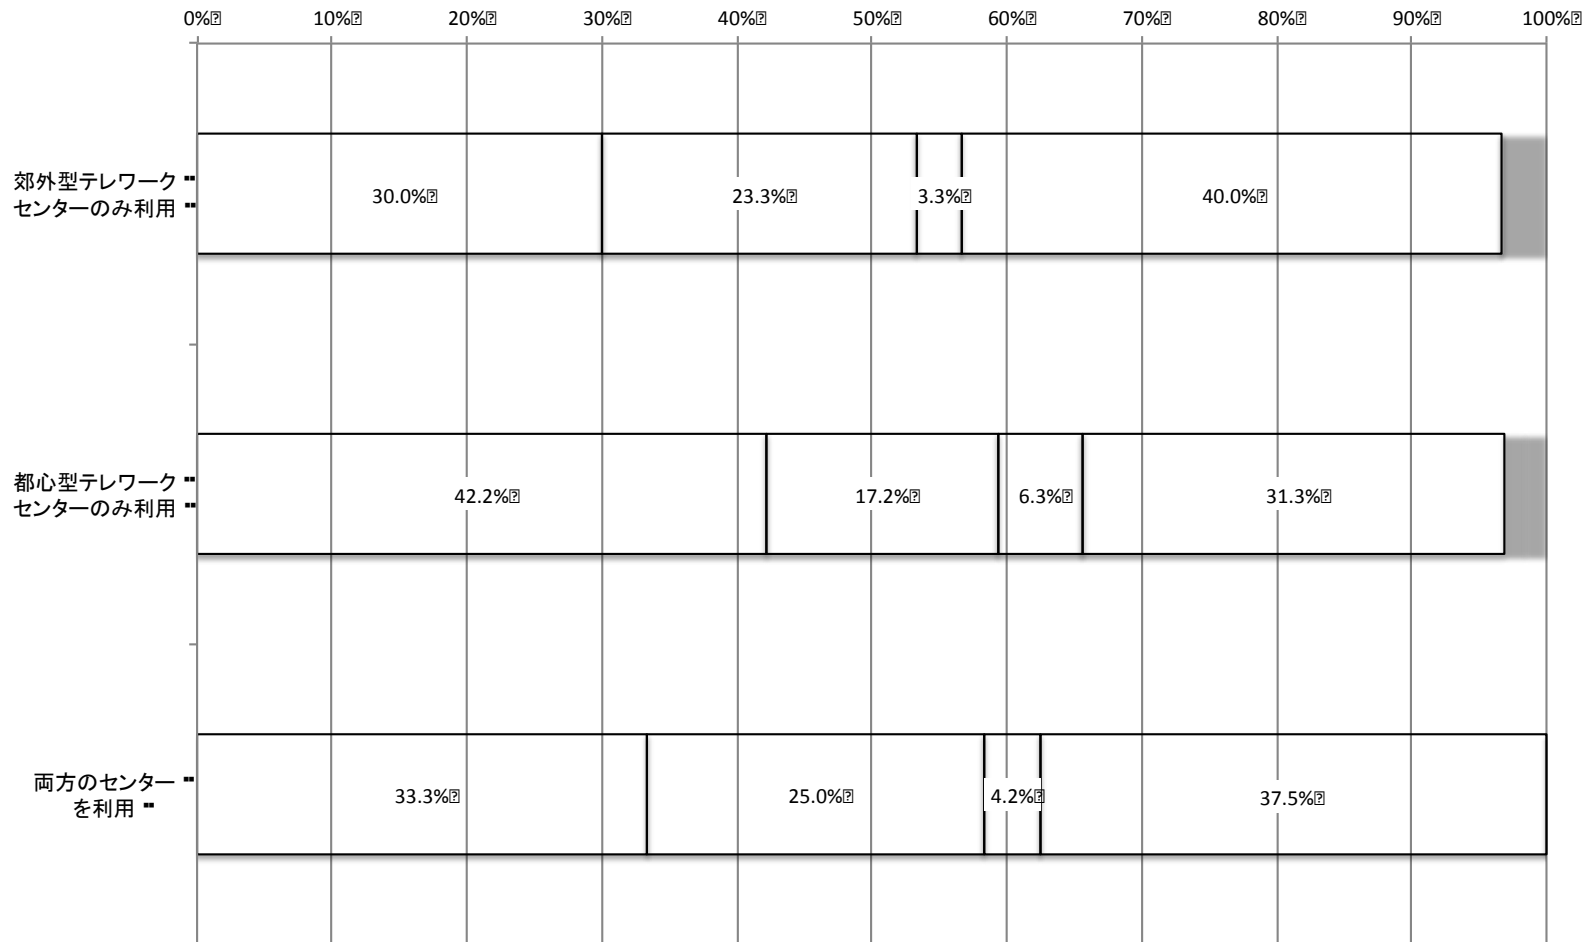 0% 10% 20% 30% 40% 50% 60% 70% 80% 90% 100%
郊外型テレワーク
センターのみ利用
30.0% 23.3% 3.3% 40.0%
都心型テレワーク
センターのみ利用
42.2% 17.2% 6.3% 31.3%
両方のセンター
を利用
33.3% 25.0% 4.2% 37.5%